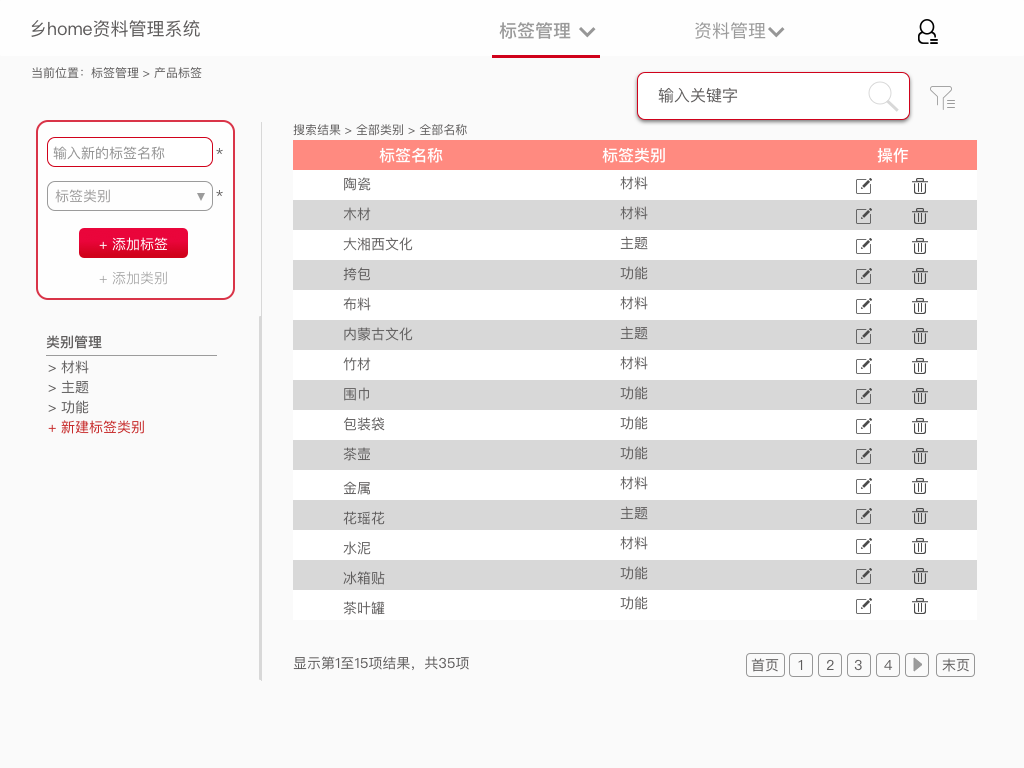 乡home资料管理系统
标签管理 资料管理
当前位置：标签管理 > 产品标签
输入关键字
输入新的标签名称 *
标签类别 ▼ *
+ 添加标签
+ 添加类别
类别管理
> 材料
> 主题
> 功能
+ 新建标签类别
搜索结果 > 全部类别 > 全部名称
标签名称 标签类别 操作
陶瓷 材料
木材 材料
大湘西文化 主题
挎包 功能
布料 材料
内蒙古文化 主题
竹材 材料
围巾 功能
包装袋 功能
茶壶 功能
金属 材料
花瑶花 主题
水泥 材料
冰箱贴 功能
茶叶罐 功能
显示第1至15项结果，共35项
首页 1 2 3 4 末页